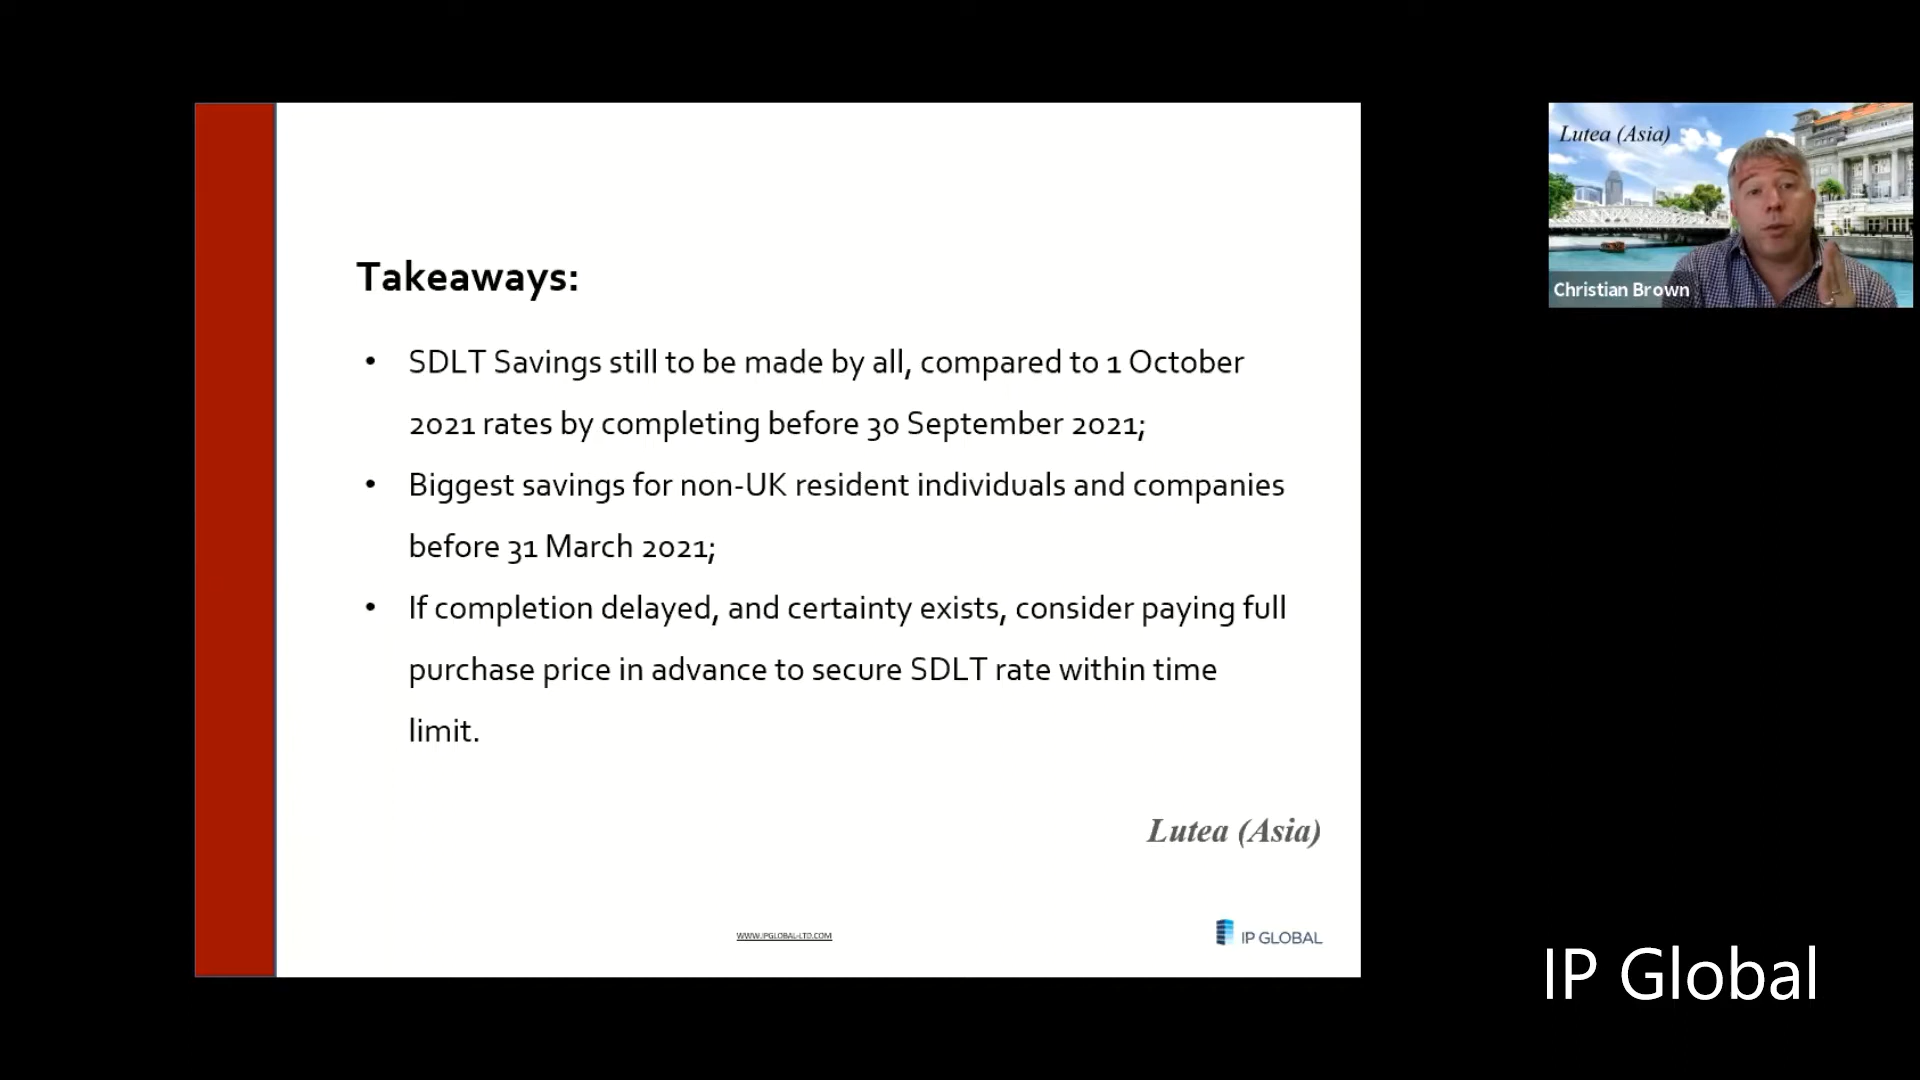 Takeaways:
• SDLT Savings still to be made by all, compared to 1 October
2021 rates by completing before 30 September 2021;
• Biggest savings for non-UK resident individuals and companies
before 31 March 2021;
• If completion delayed, and certainty exists, consider paying full
purchase price in advance to secure SDLT rate within time
limit.
Lutea (Asia)
WWW.IPGLOBAL-LTD.COM
IP GLOBAL
Lutea (Asia)
Christian Brown
IP Global